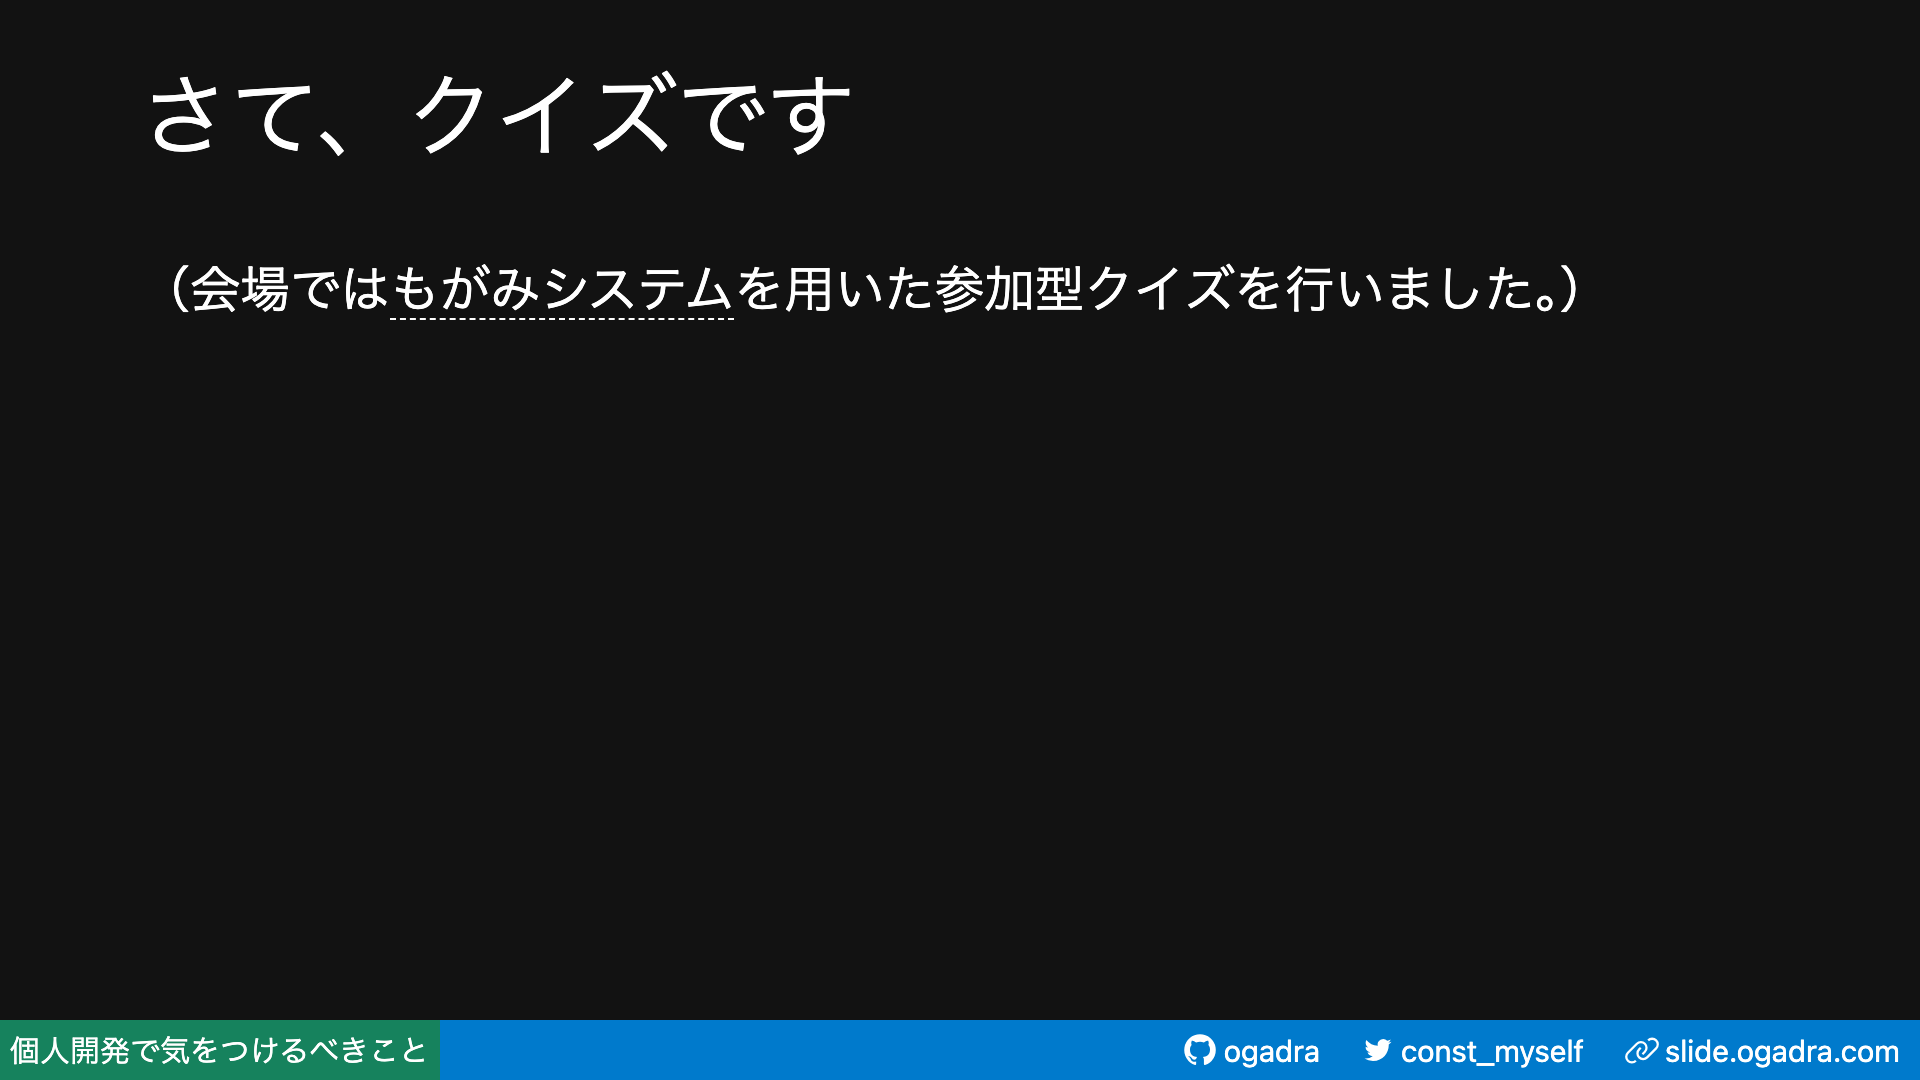 さて、クイズです
（会場ではもがみシステムを用いた参加型クイズを行いました。）
個人開発で気をつけるべきこと
ogadra
const_myself
slide.ogadra.com